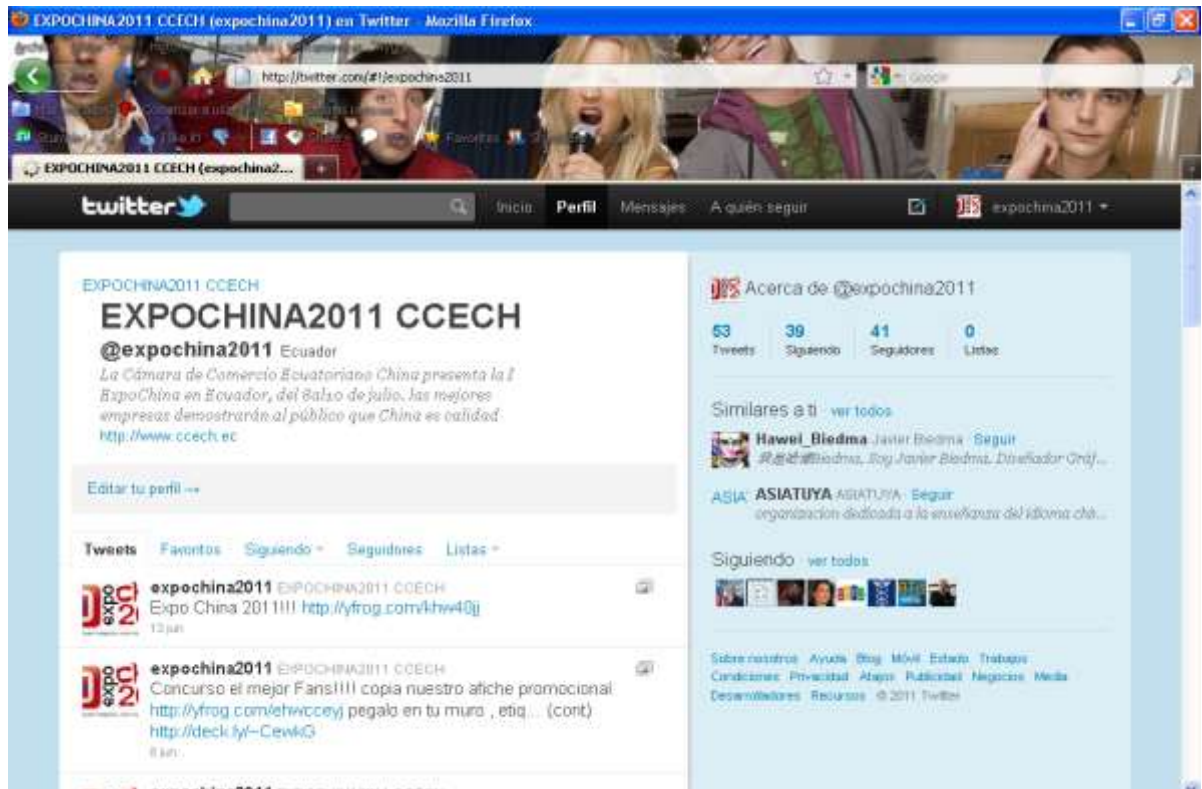 EXPOCHINA2011 CCECH (expochina2011) en Twitter - Mozilla Firefox
http://twitter.com/#!/expochina2011
Google
Favorites
EXPOCHINA2011 CCECH (expochina2...
twitter
Inicio Perfil Mensajes A quién seguir expochina2011
EXPOCHINA2011 CCECH
EXPOCHINA2011 CCECH
@expochina2011 Ecuador
La Cámara de Comercio Ecuatoriano China presenta la I
ExpoChina en Ecuador, del 8al10 de julio. las mejores
empresas demostrarán al público que China es calidad
http://www.ccech.ec
Editar tu perfil →
Tweets Favoritos Siguiendo Seguidores Listas
expochina2011 EXPOCHINA2011 CCECH
Expo China 2011!!!! http://yfrog.com/khw40jj
13 jun
expochina2011 EXPOCHINA2011 CCECH
Concurso el mejor Fans!!!! copia nuestro afiche promocional
http://yfrog.com/ehwcceyj pegalo en tu muro , etiq... (cont)
http://deck.ly/~CewkG
8 jun
Acerca de @expochina2011
53 39 41 0
Tweets Siguiendo Seguidores Listas
Similares a ti · ver todos
Hawei_Biedma Javier Biedma · Seguir
Biedma, Soy Javier Biedma, Diseñador Gráf...
ASIA ASIATUYA ASIATUYA · Seguir
organizacion dedicada a la enseñanza del idioma chi...
Siguiendo · ver todos
Sobre nosotros Ayuda Blog Móvil Estado Trabajos
Condiciones Privacidad Atajos Publicidad Negocios Media
Desarrolladores Recursos © 2011 Twitter